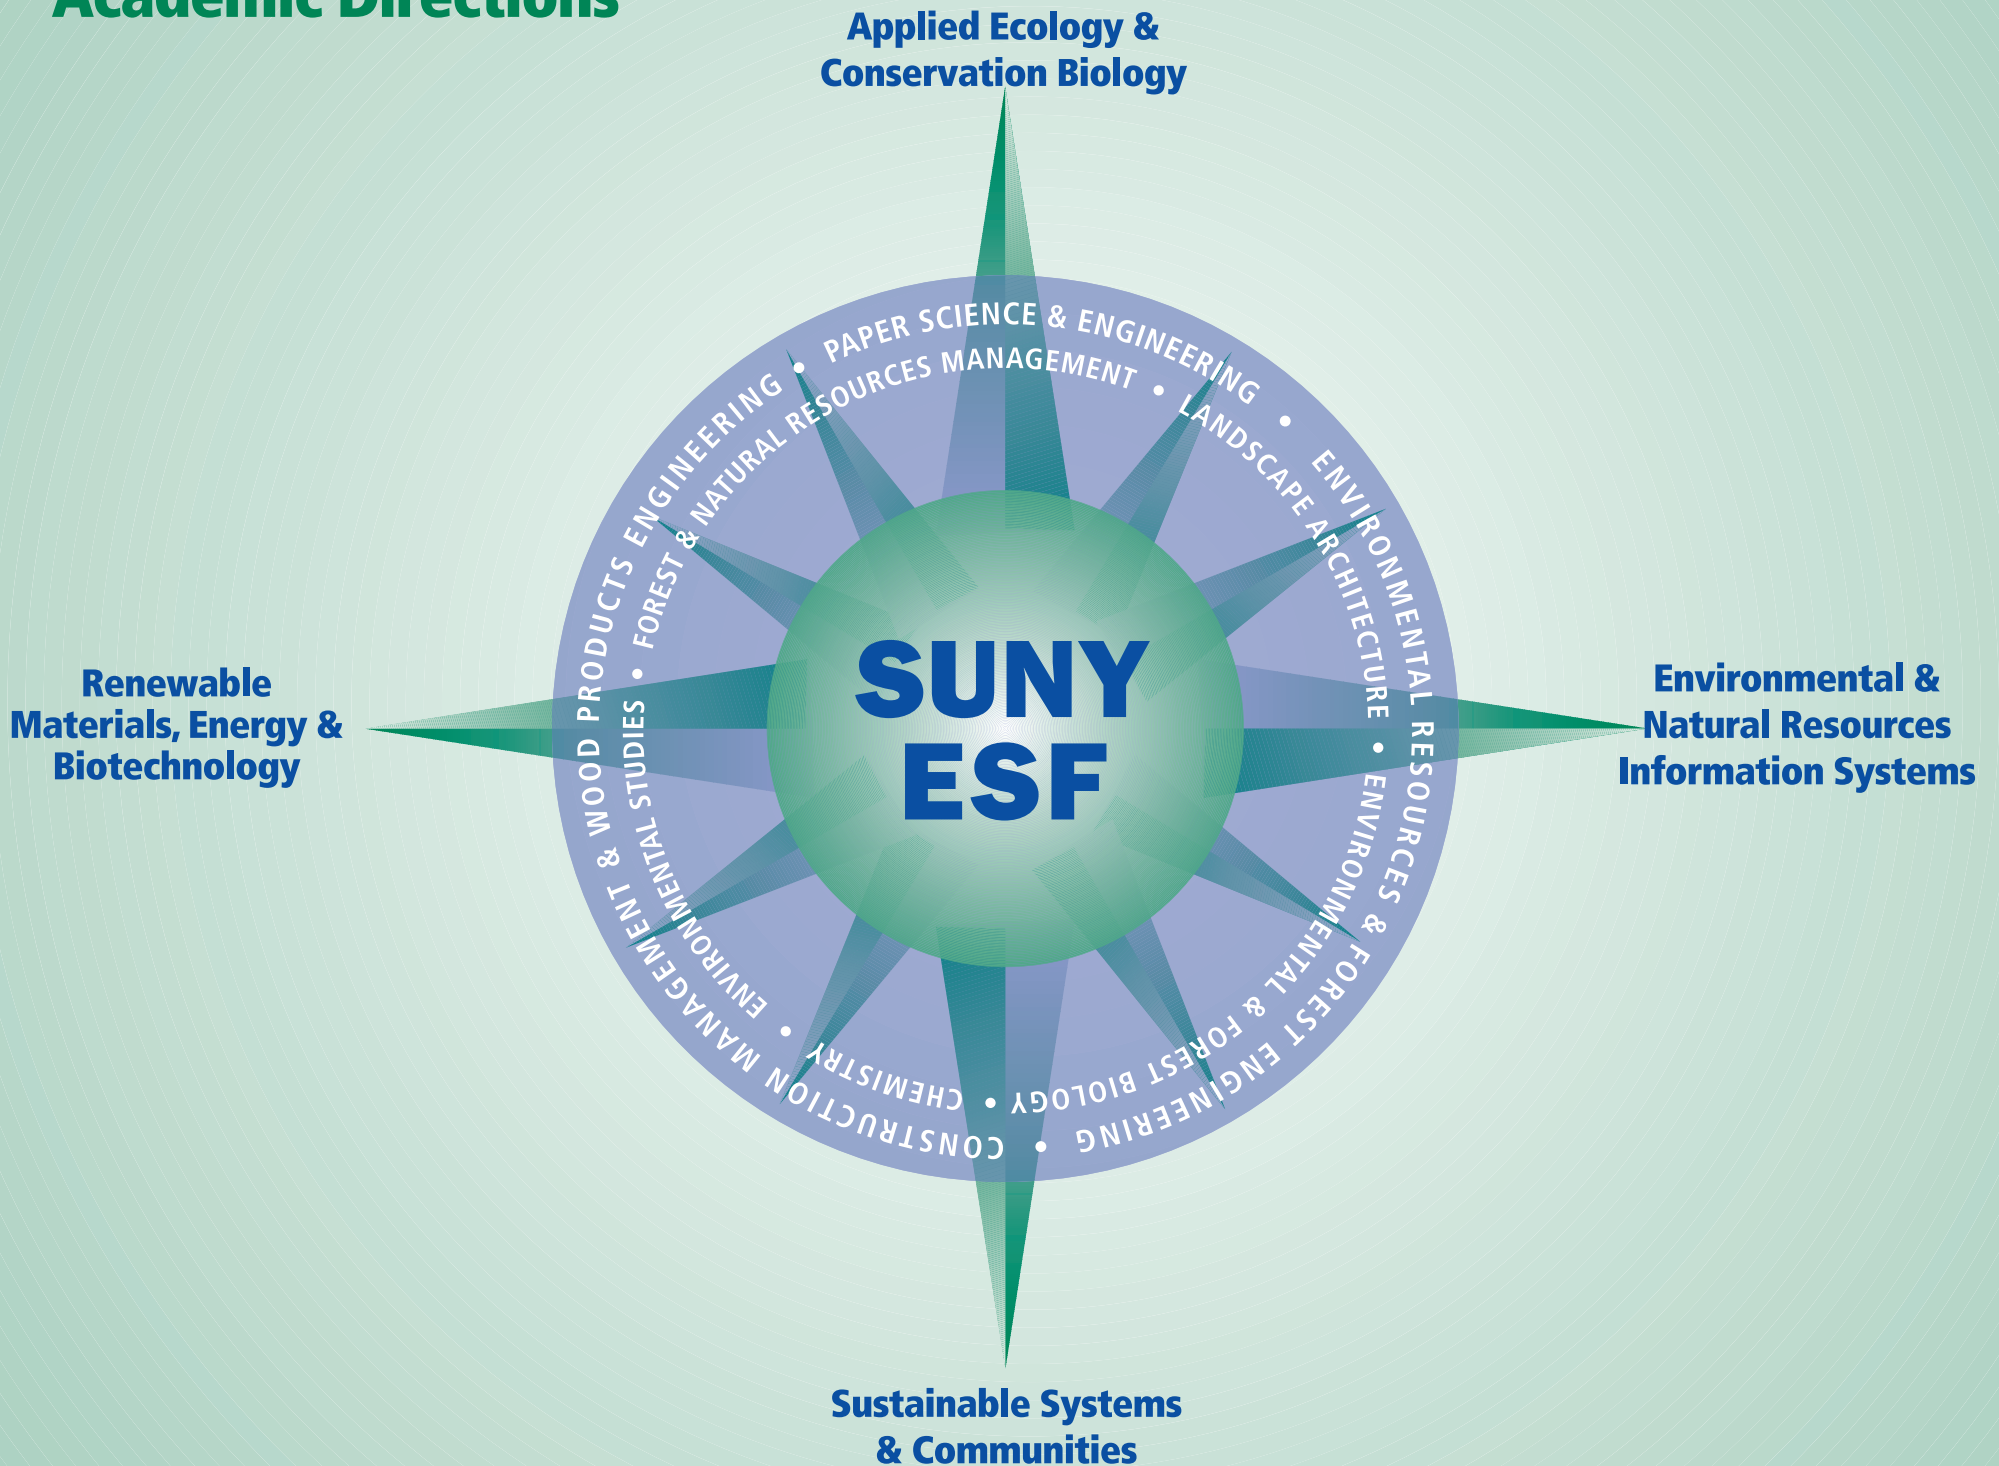 Academic Directions
Applied Ecology &
Conservation Biology
PAPER SCIENCE & ENGINEERING • ENVIRONMENTAL RESOURCES & FOREST ENGINEERING • CONSTRUCTION MANAGEMENT & WOOD PRODUCTS ENGINEERING •
FOREST & NATURAL RESOURCES MANAGEMENT • LANDSCAPE ARCHITECTURE • ENVIRONMENTAL & FOREST BIOLOGY • CHEMISTRY • ENVIRONMENTAL STUDIES •
SUNY
ESF
Renewable
Materials, Energy &
Biotechnology
Environmental &
Natural Resources
Information Systems
Sustainable Systems
& Communities